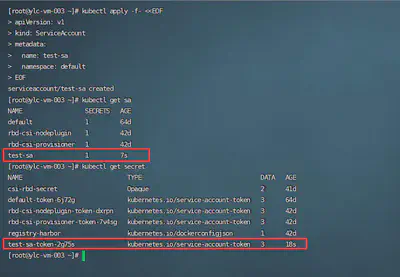 [root@ylc-vm-003 ~]# kubectl apply -f- <<EOF
> apiVersion: v1
> kind: ServiceAccount
> metadata:
>   name: test-sa
>   namespace: default
> EOF
serviceaccount/test-sa created
[root@ylc-vm-003 ~]# kubectl get sa
NAME SECRETS AGE
default 1 64d
rbd-csi-nodeplugin 1 42d
rbd-csi-provisioner 1 42d
test-sa 1 7s
[root@ylc-vm-003 ~]# kubectl get secret
NAME TYPE DATA AGE
csi-rbd-secret Opaque 2 41d
default-token-6j72g kubernetes.io/service-account-token 3 64d
rbd-csi-nodeplugin-token-dxrpn kubernetes.io/service-account-token 3 42d
rbd-csi-provisioner-token-7v4sg kubernetes.io/service-account-token 3 42d
registry-harbor kubernetes.io/dockerconfigjson 1 42d
test-sa-token-2g75s kubernetes.io/service-account-token 3 18s
[root@ylc-vm-003 ~]#